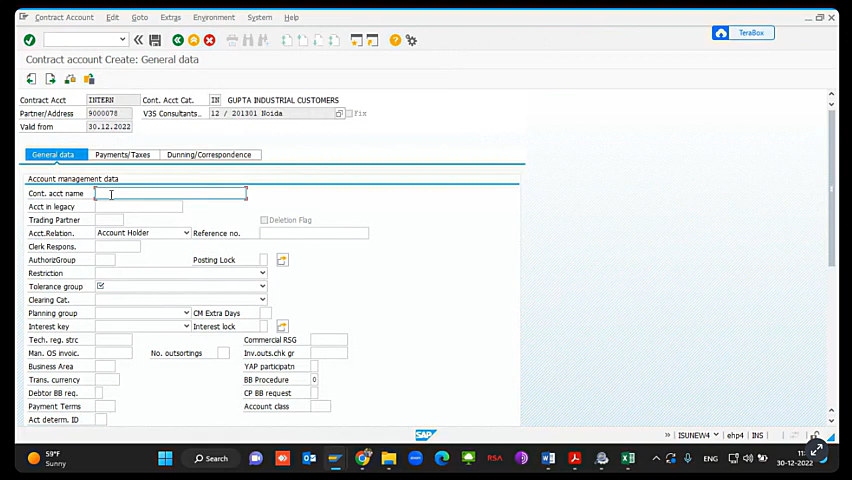 Contract Account Edit Goto Extras Environment System Help
TeraBox
Contract account Create: General data
Contract Acct INTERN Cont. Acct Cat. IN GUPTA INDUSTRIAL CUSTOMERS
Partner/Address 9000078 V3S Consultants.. 12 / 201301 Noida Fix
Valid from 30.12.2022
General data Payments/Taxes Dunning/Correspondence
Account management data
Cont. acct name
Acct in legacy
Trading Partner Deletion Flag
Acct.Relation. Account Holder Reference no.
Clerk Respons.
AuthorizGroup Posting Lock
Restriction
Tolerance group
Clearing Cat.
Planning group CM Extra Days
Interest key Interest lock
Tech. reg. strc Commercial RSG
Man. OS invoic. No. outsortings Inv.outs.chk gr
Business Area YAP participatn
Trans. currency BB Procedure 0
Debtor BB req. CP BB request
Payment Terms Account class
Act determ. ID
SAP » ISUNEW4 ehp4 INS
59°F
Sunny
Search
RSA
ENG
30-12-2022